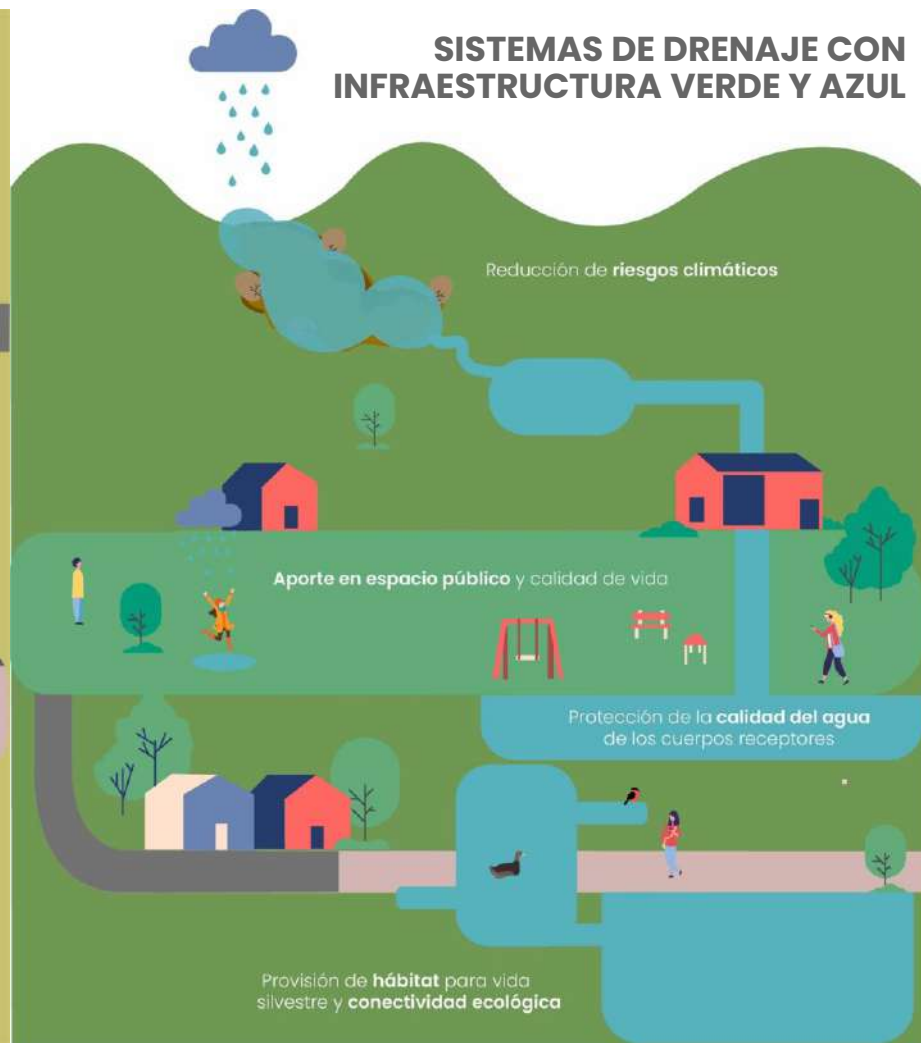 SISTEMAS DE DRENAJE CON
INFRAESTRUCTURA VERDE Y AZUL
Reducción de riesgos climáticos
Aporte en espacio público y calidad de vida
Protección de la calidad del agua
de los cuerpos receptores
Provisión de hábitat para vida
silvestre y conectividad ecológica